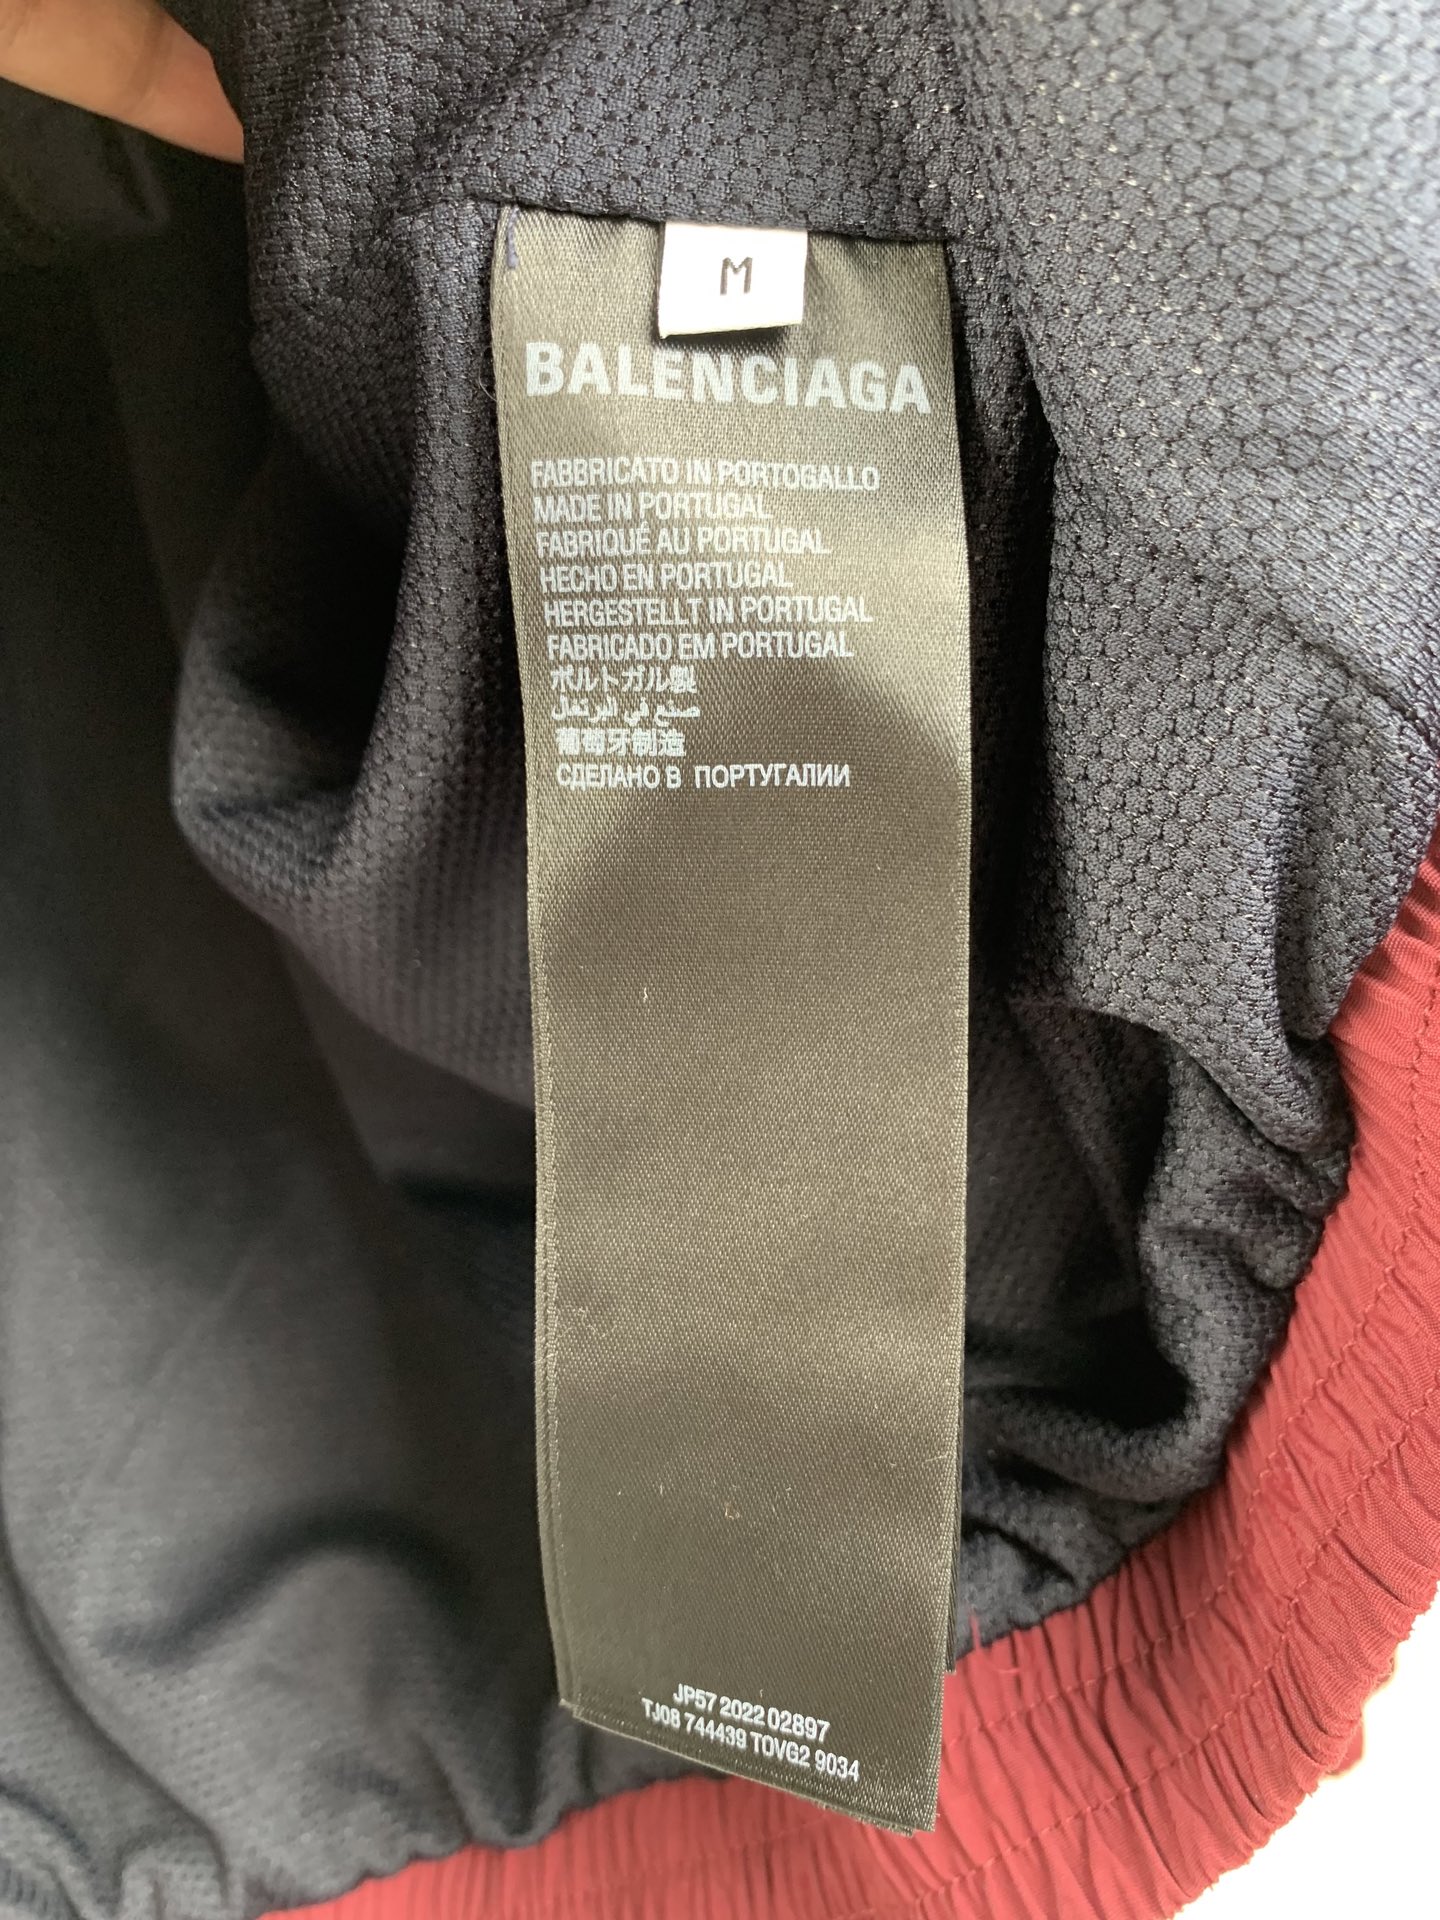 M
BALENCIAGA
FABBRICATO IN PORTOGALLO
MADE IN PORTUGAL
FABRIQUÉ AU PORTUGAL
HECHO EN PORTUGAL
HERGESTELLT IN PORTUGAL
FABRICADO EM PORTUGAL
ポルトガル製
صنع في البرتغال
葡萄牙制造
СДЕЛАНО В ПОРТУГАЛИИ
JP57 2022 02897
TJ08 744439 TOVG2 9034